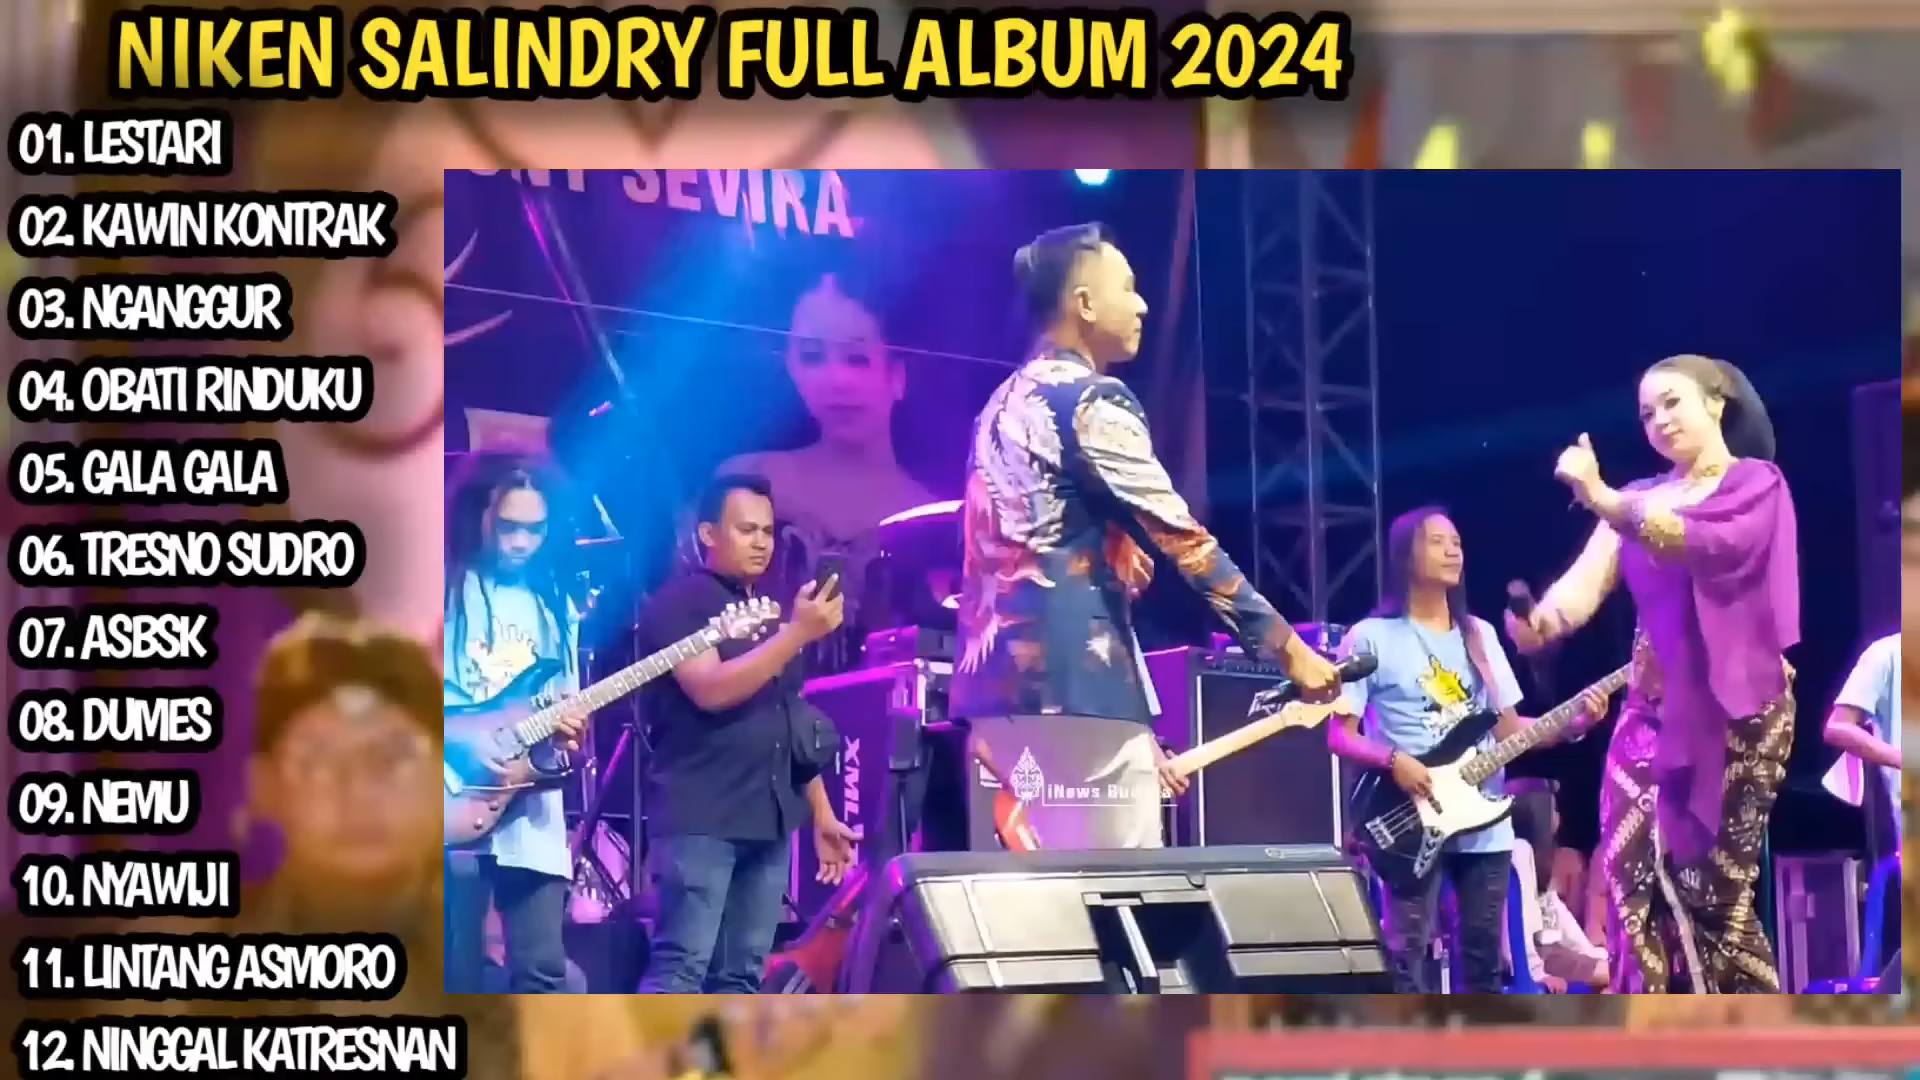 NIKEN SALINDRY FULL ALBUM 2024
01. LESTARI
02. KAWIN KONTRAK
03. NGANGGUR
04. OBATI RINDUKU
05. GALA GALA
06. TRESNO SUDRO
07. ASBSK
08. DUMES
09. NEMU
10. NYAWIJI
11. LINTANG ASMORO
12. NINGGAL KATRESNAN
SEVIRA
iNews